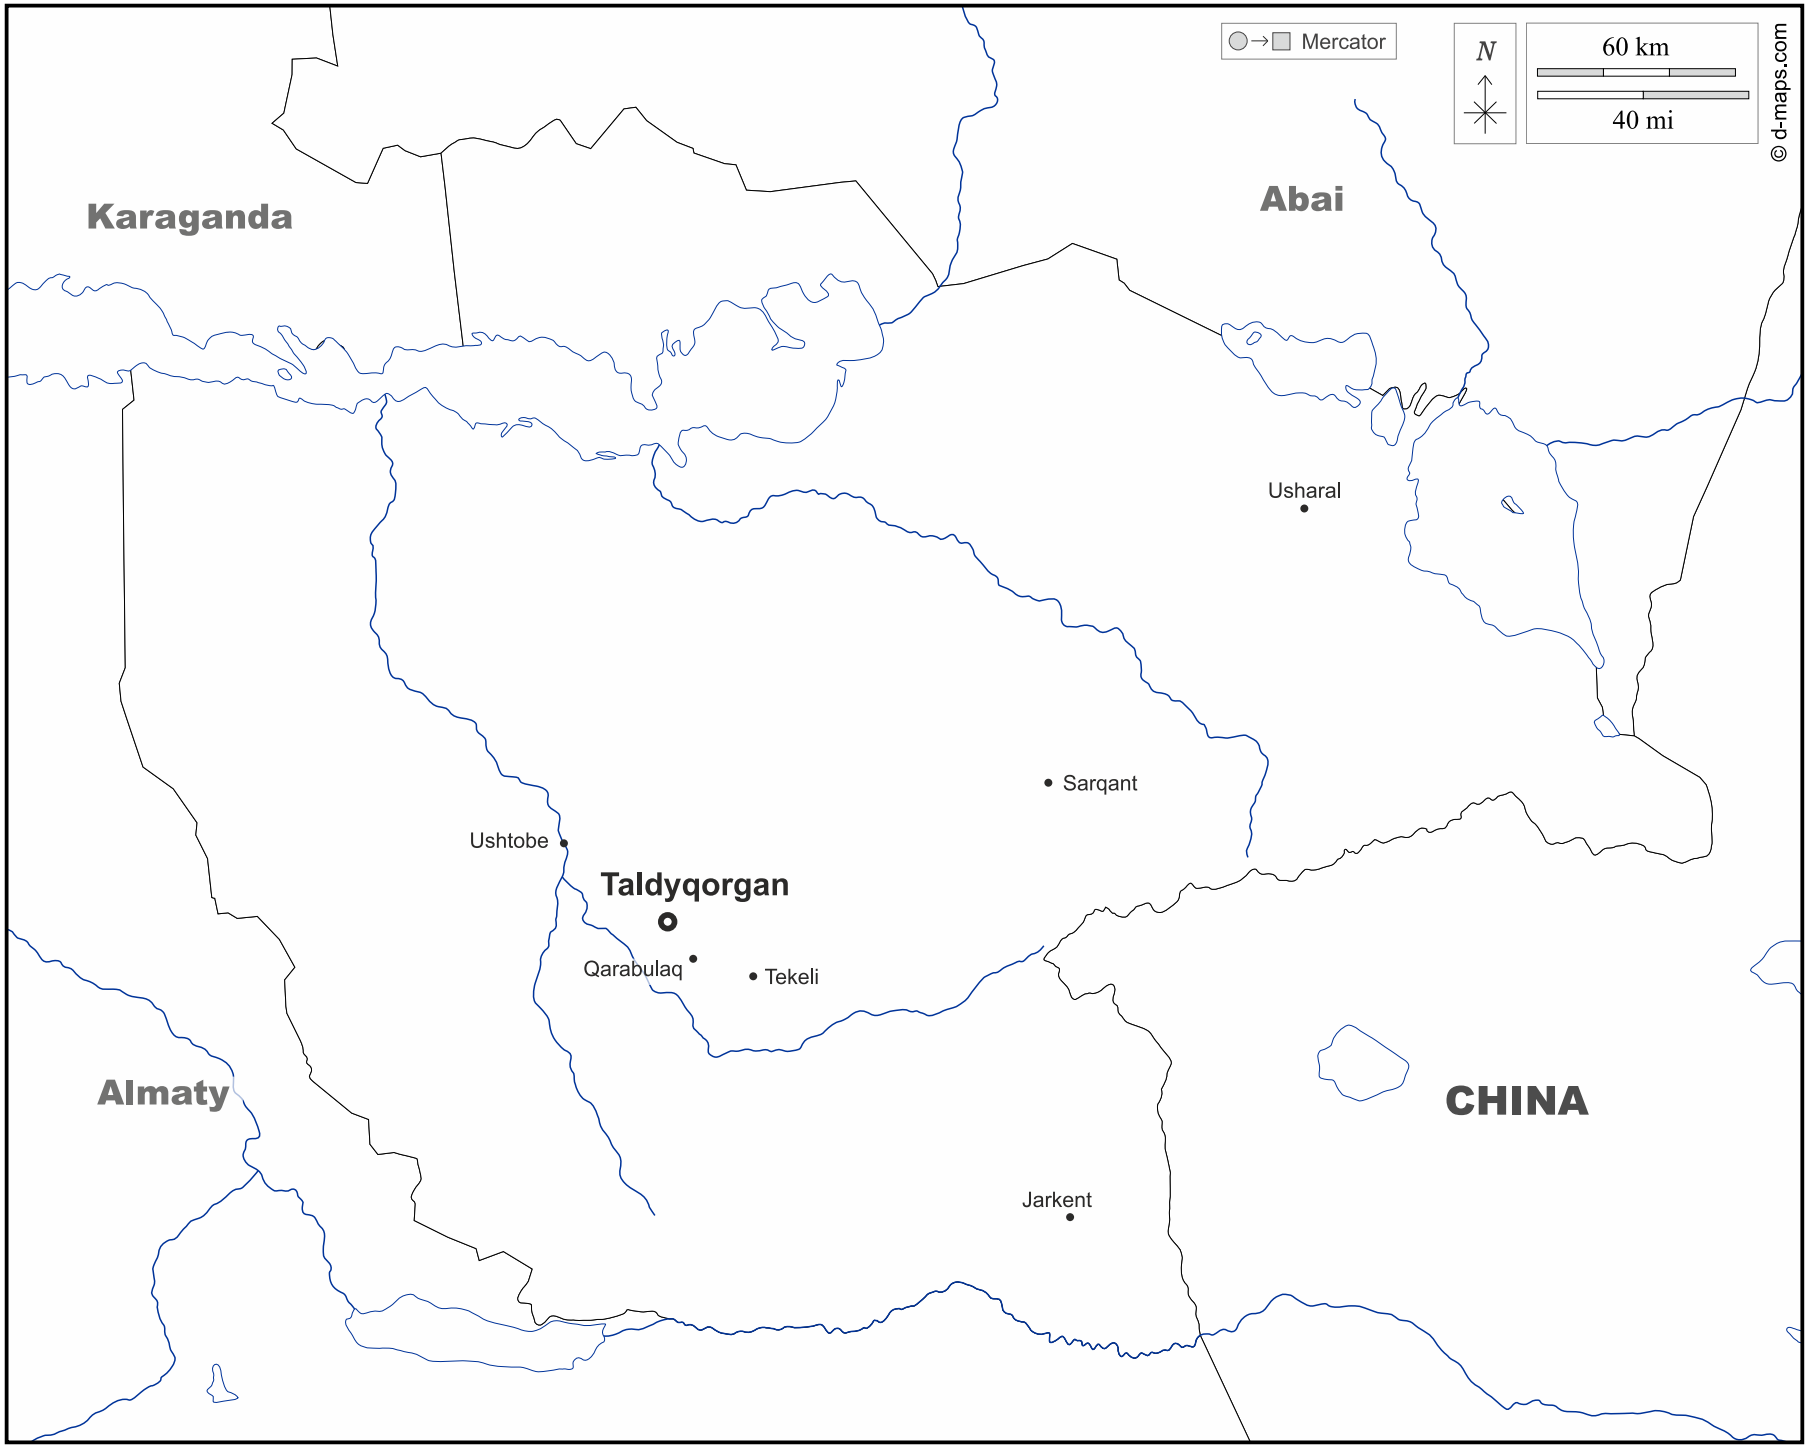 Mercator
N
60 km
40 mi
© d-maps.com
Karaganda
Abai
Usharal
Sarqant
Ushtobe
Taldyqorgan
Qarabulaq
Tekeli
Almaty
CHINA
Jarkent